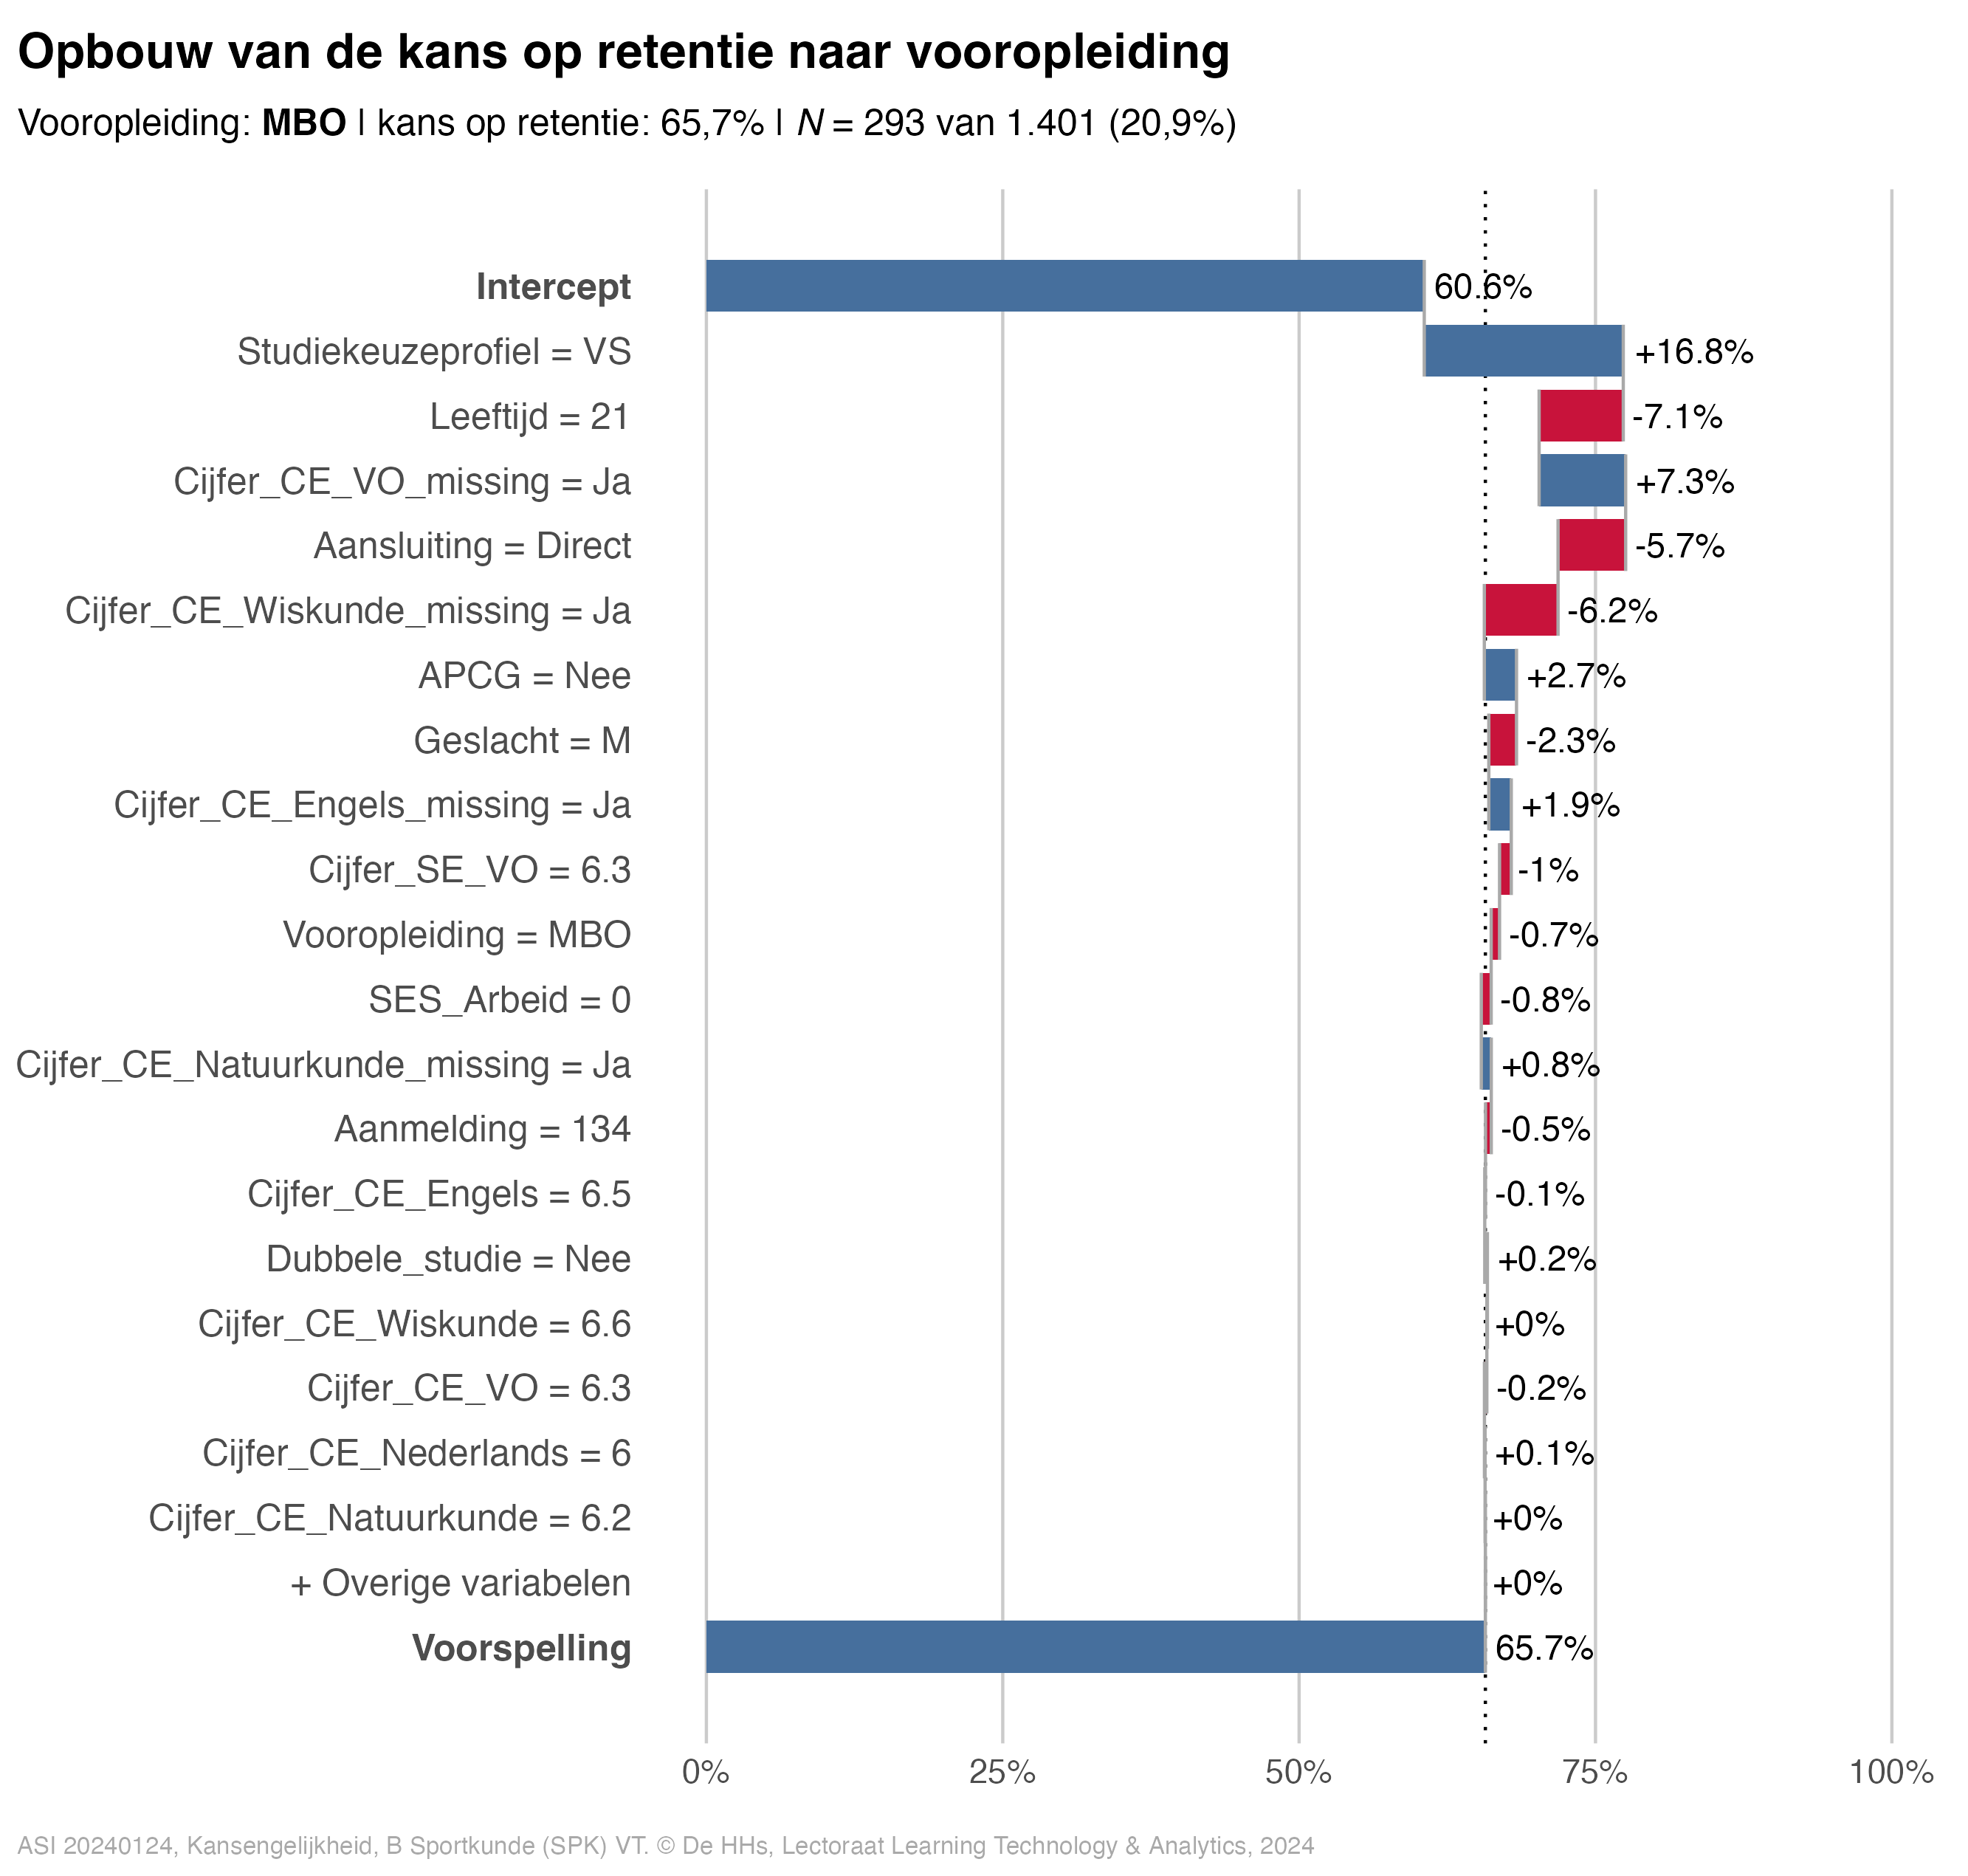 Opbouw van de kans op retentie naar vooropleiding
Vooropleiding: MBO | kans op retentie: 65,7% | N = 293 van 1.401 (20,9%)
Intercept 60.6%
Studiekeuzeprofiel = VS +16.8%
Leeftijd = 21 -7.1%
Cijfer_CE_VO_missing = Ja +7.3%
Aansluiting = Direct -5.7%
Cijfer_CE_Wiskunde_missing = Ja -6.2%
APCG = Nee +2.7%
Geslacht = M -2.3%
Cijfer_CE_Engels_missing = Ja +1.9%
Cijfer_SE_VO = 6.3 -1%
Vooropleiding = MBO -0.7%
SES_Arbeid = 0 -0.8%
Cijfer_CE_Natuurkunde_missing = Ja +0.8%
Aanmelding = 134 -0.5%
Cijfer_CE_Engels = 6.5 -0.1%
Dubbele_studie = Nee +0.2%
Cijfer_CE_Wiskunde = 6.6 +0%
Cijfer_CE_VO = 6.3 -0.2%
Cijfer_CE_Nederlands = 6 +0.1%
Cijfer_CE_Natuurkunde = 6.2 +0%
+ Overige variabelen +0%
Voorspelling 65.7%
0% 25% 50% 75% 100%
ASI 20240124, Kansengelijkheid, B Sportkunde (SPK) VT. © De HHs, Lectoraat Learning Technology & Analytics, 2024